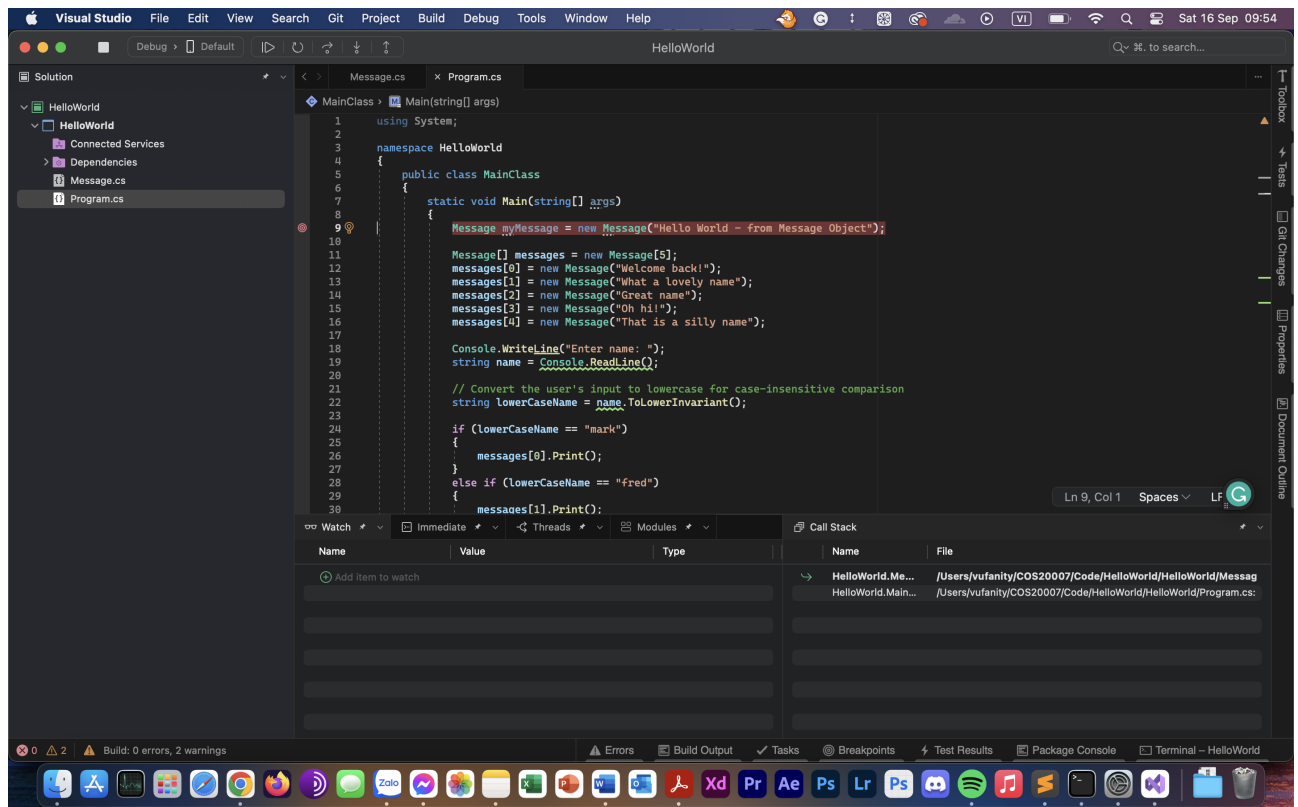 Visual Studio File Edit View Search Git Project Build Debug Tools Window Help VI Sat 16 Sep 09:54
Debug › Default HelloWorld ⌘. to search...
Solution
HelloWorld
HelloWorld
Connected Services
Dependencies
Message.cs
Program.cs
Message.cs × Program.cs
MainClass › M Main(string[] args)
1 using System;
2
3 namespace HelloWorld
4 {
5 public class MainClass
6 {
7 static void Main(string[] args)
8 {
9 Message myMessage = new Message("Hello World - from Message Object");
10
11 Message[] messages = new Message[5];
12 messages[0] = new Message("Welcome back!");
13 messages[1] = new Message("What a lovely name");
14 messages[2] = new Message("Great name");
15 messages[3] = new Message("Oh hi!");
16 messages[4] = new Message("That is a silly name");
17
18 Console.WriteLine("Enter name: ");
19 string name = Console.ReadLine();
20
21 // Convert the user's input to lowercase for case-insensitive comparison
22 string lowerCaseName = name.ToLowerInvariant();
23
24 if (lowerCaseName == "mark")
25 {
26 messages[0].Print();
27 }
28 else if (lowerCaseName == "fred")
29 {
30 messages[1].Print();
Ln 9, Col 1 Spaces LF
Toolbox
Tests
Git Changes
Properties
Document Outline
Watch Immediate Threads Modules
Name Value Type
Add item to watch
Call Stack
Name File
HelloWorld.Me... /Users/vufanity/COS20007/Code/HelloWorld/HelloWorld/Messag
HelloWorld.Main... /Users/vufanity/COS20007/Code/HelloWorld/HelloWorld/Program.cs:
0 2 Build: 0 errors, 2 warnings Errors Build Output Tasks Breakpoints Test Results Package Console Terminal – HelloWorld
Zalo Xd Pr Ae Ps Lr Ps